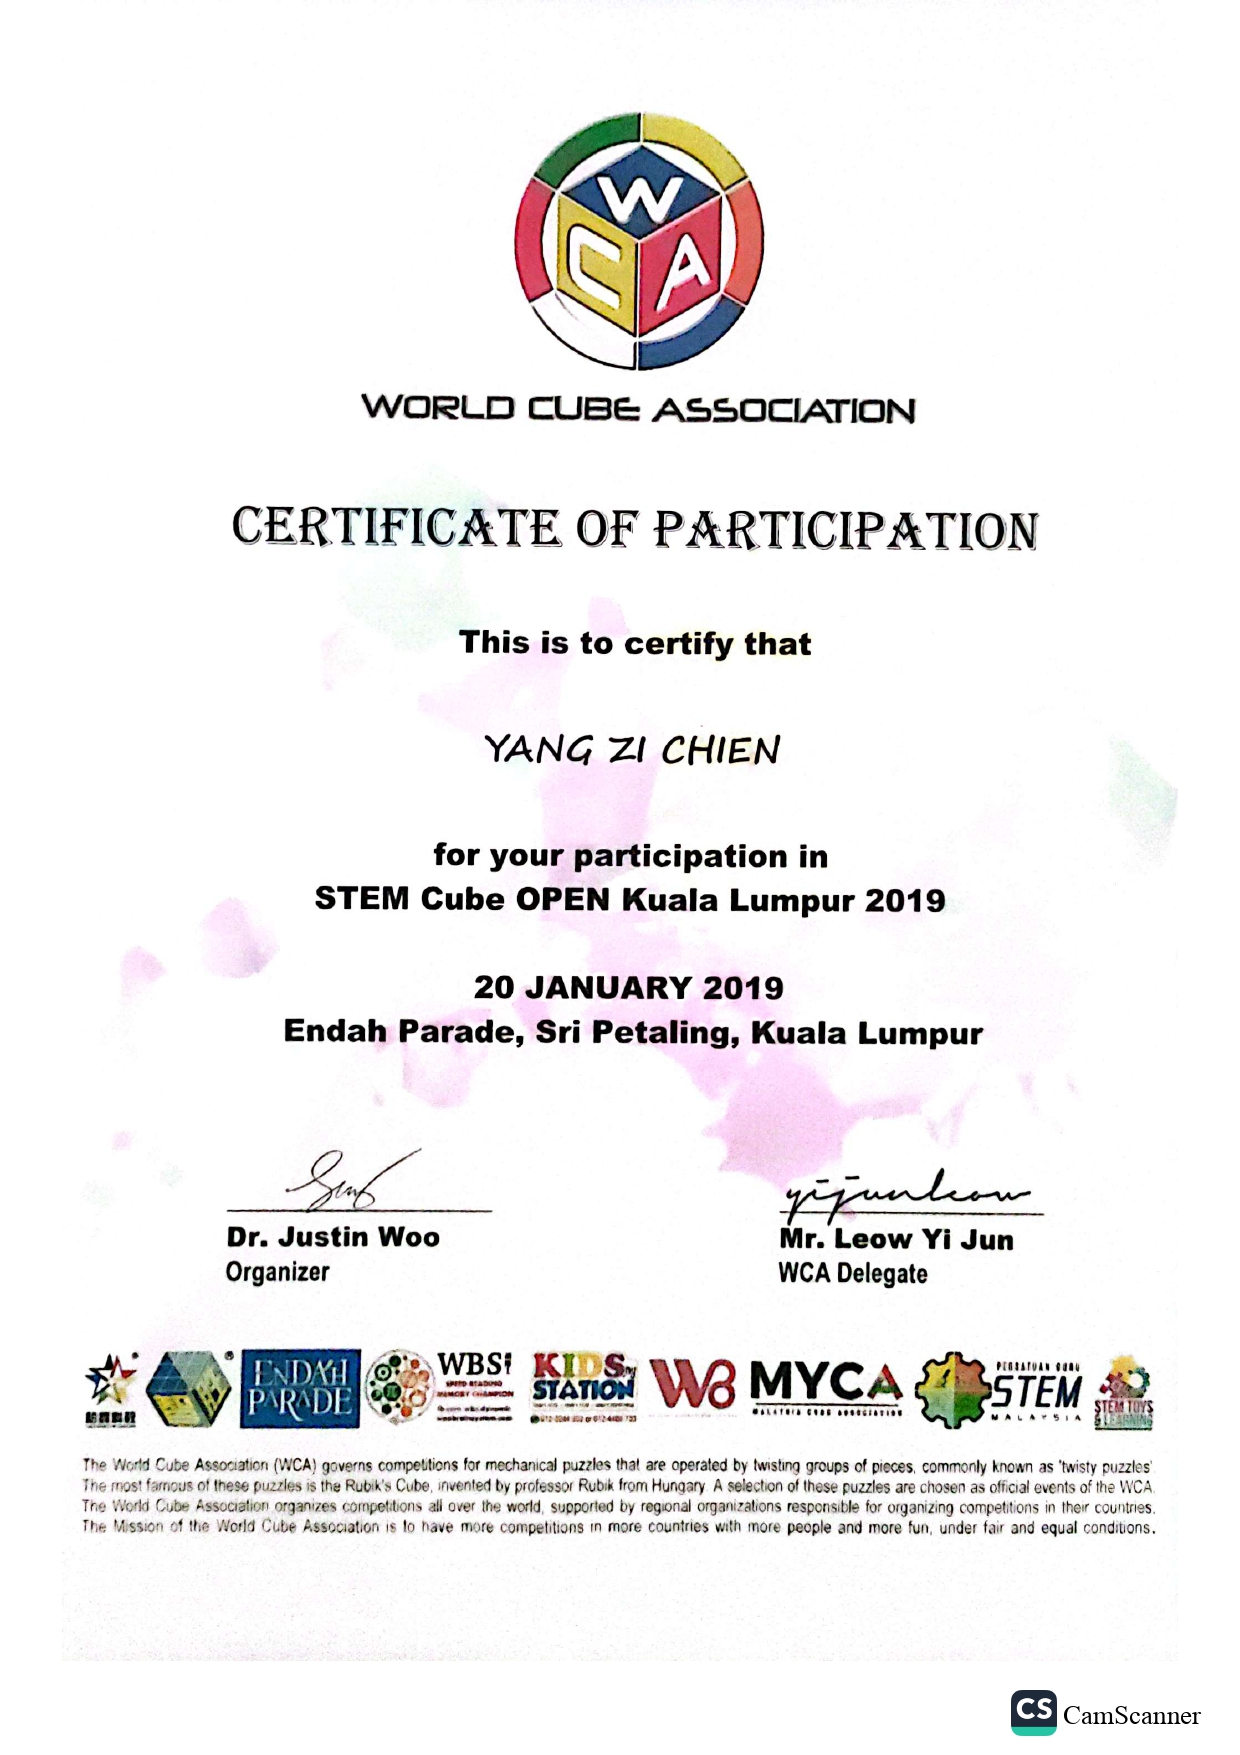 WCA
WORLD CUBE ASSOCIATION
CERTIFICATE OF PARTICIPATION
This is to certify that
YANG ZI CHIEN
for your participation in
STEM Cube OPEN Kuala Lumpur 2019
20 JANUARY 2019
Endah Parade, Sri Petaling, Kuala Lumpur
yijunleow
Dr. Justin Woo
Organizer
Mr. Leow Yi Jun
WCA Delegate
ENDAH
PARADE
WBS
SPEED READING
MEMORY CHAMPION
KIDS
STATION
MYCA
MALAYSIA CUBE ASSOCIATION
PERSATUAN GURU
STEM
MALAYSIA
STEM TOYS
& LEARNING
The World Cube Association (WCA) governs competitions for mechanical puzzles that are operated by twisting groups of pieces, commonly known as 'twisty puzzles'.
The most famous of these puzzles is the Rubik's Cube, invented by professor Rubik from Hungary. A selection of these puzzles are chosen as official events of the WCA.
The World Cube Association organizes competitions all over the world, supported by regional organizations responsible for organizing competitions in their countries.
The Mission of the World Cube Association is to have more competitions in more countries with more people and more fun, under fair and equal conditions.
CS CamScanner